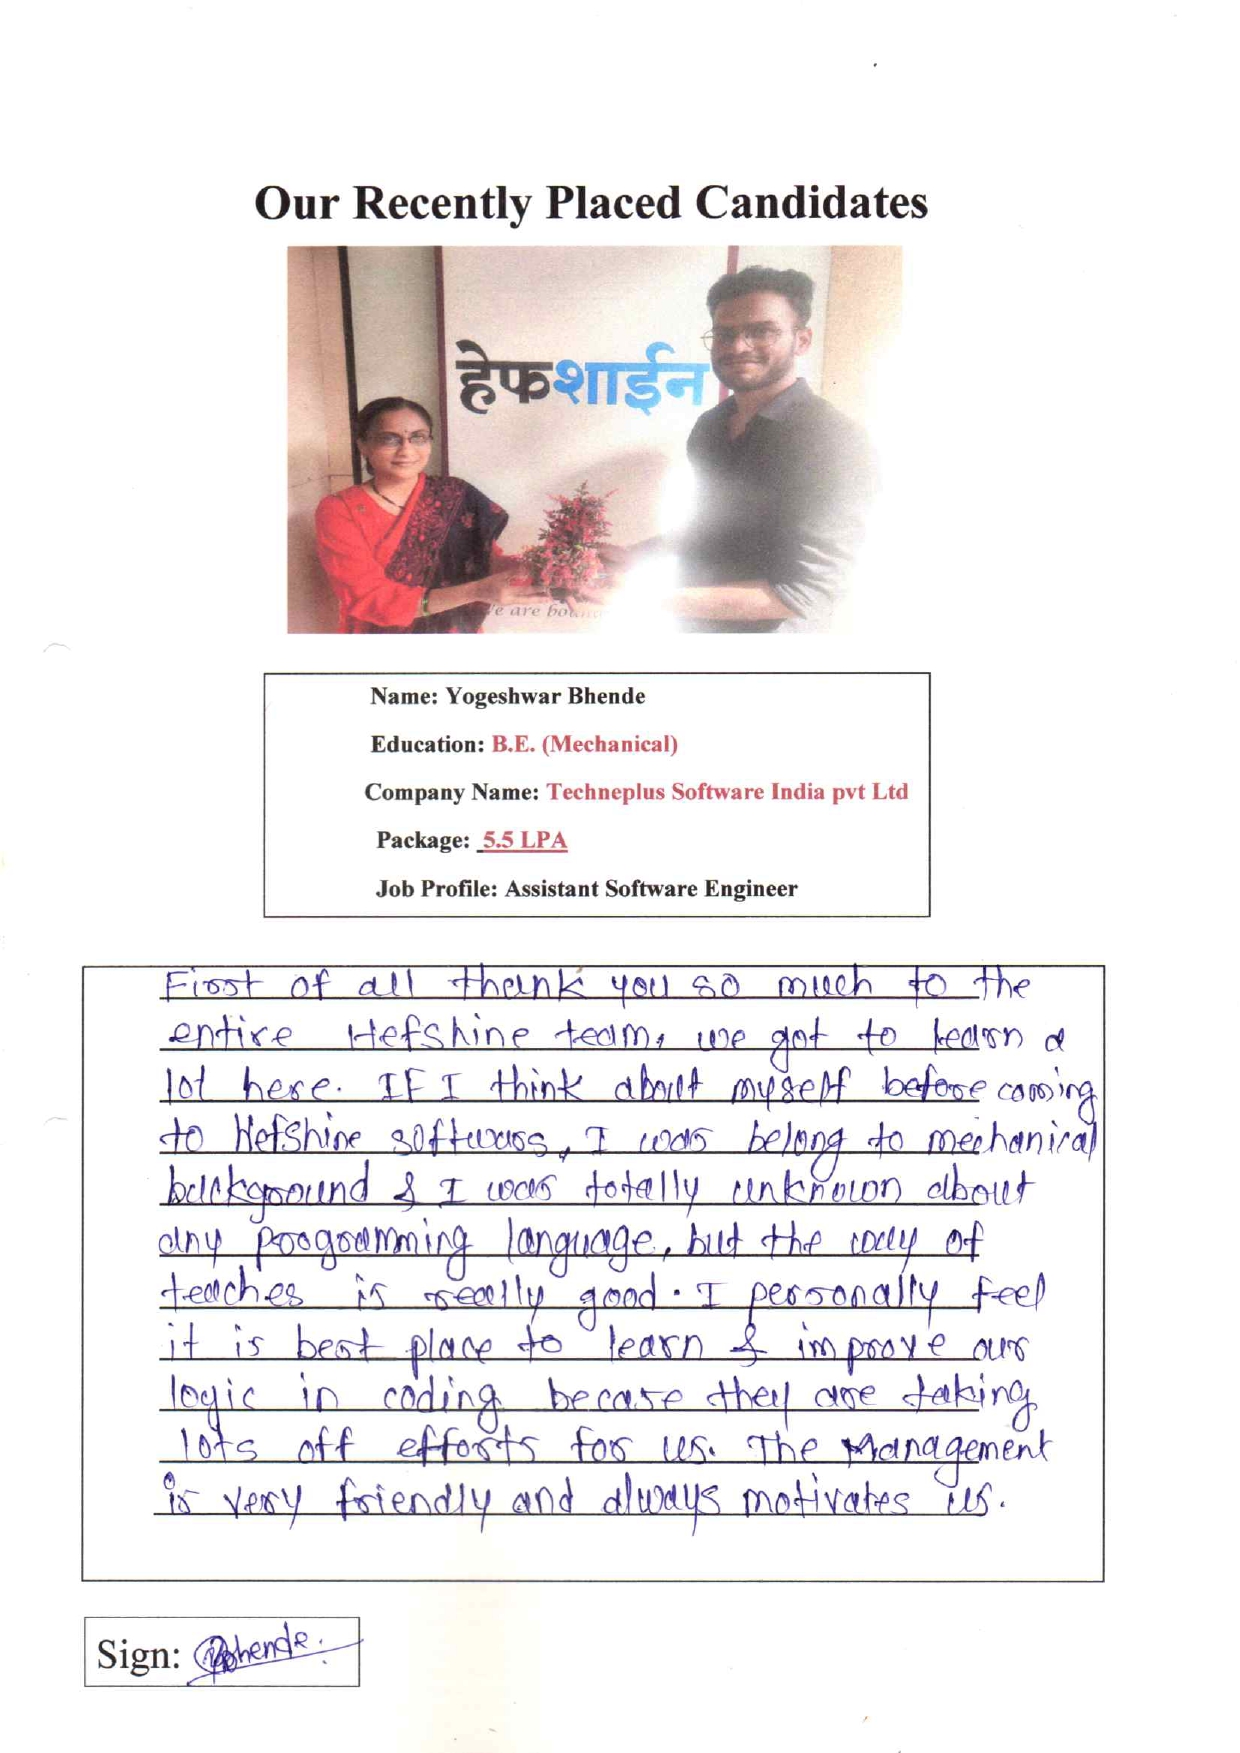 Our Recently Placed Candidates
हेफशाईन
We are bou
Name: Yogeshwar Bhende
Education: B.E. (Mechanical)
Company Name: Techneplus Software India pvt Ltd
Package: 5.5 LPA
Job Profile: Assistant Software Engineer
First of all thank you so much to the
entire Hefshine team, we got to learn a
lot here. IF I think about myself before coming
to Hefshine softwars, I was belong to mechanical
background & I was totally unknown about
any programming language, but the way of
teaches is really good. I personally feel
it is best place to learn & improve our
logic in coding becase they are taking
lots off efforts for us. The Management
is very friendly and always motivates us.
Sign: Bhende.